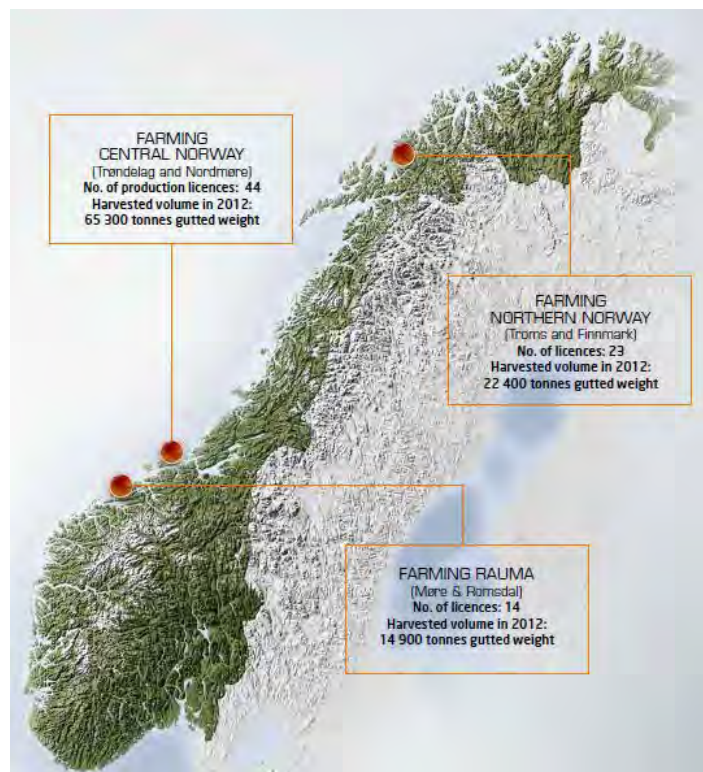 FARMING
CENTRAL NORWAY
(Trøndelag and Nordmøre)
No. of production licences: 44
Harvested volume in 2012:
65 300 tonnes gutted weight
FARMING
NORTHERN NORWAY
(Troms and Finnmark)
No. of licences: 23
Harvested volume in 2012:
22 400 tonnes gutted weight
FARMING RAUMA
(Møre & Romsdal)
No. of licences: 14
Harvested volume in 2012:
14 900 tonnes gutted weight